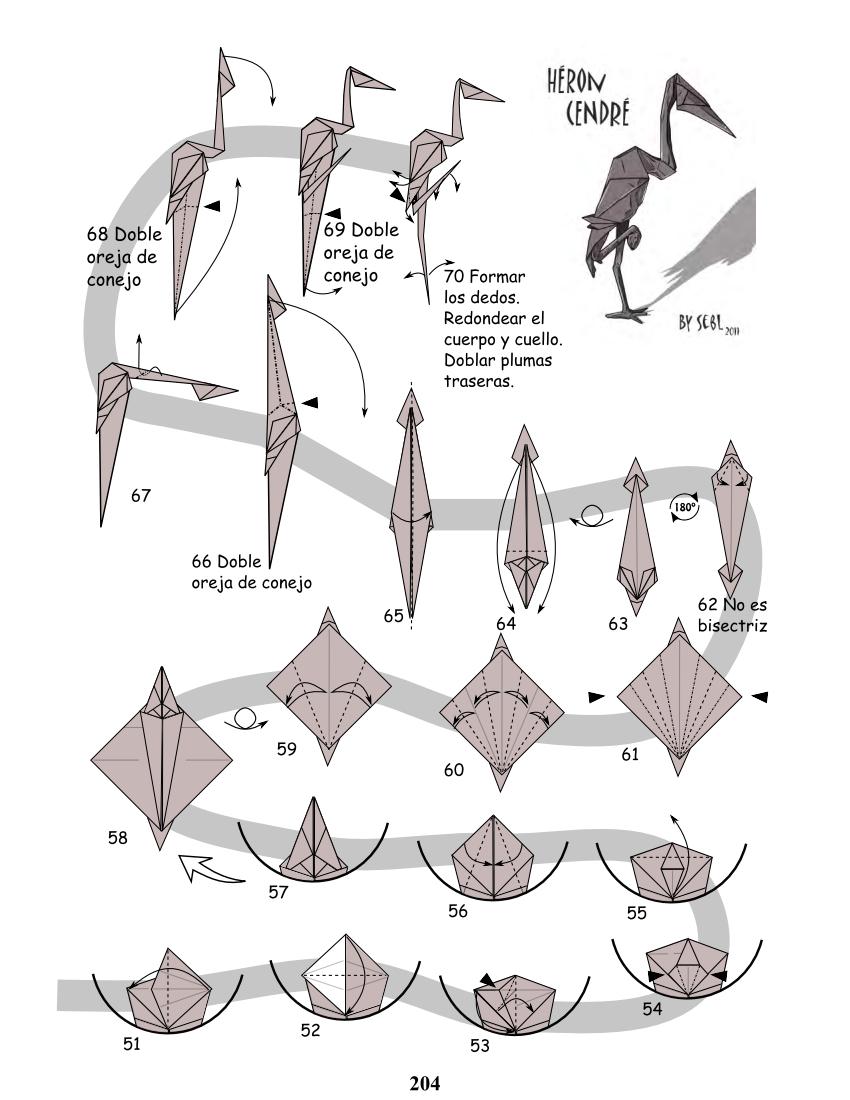 HÉRON
CENDRÉ
BY SEBL 2011
68 Doble
oreja de
conejo
69 Doble
oreja de
conejo
70 Formar
los dedos.
Redondear el
cuerpo y cuello.
Doblar plumas
traseras.
67
66 Doble
oreja de conejo
65
64
63
180º
62 No es
bisectriz
61
60
59
58
57
56
55
54
53
52
51
204